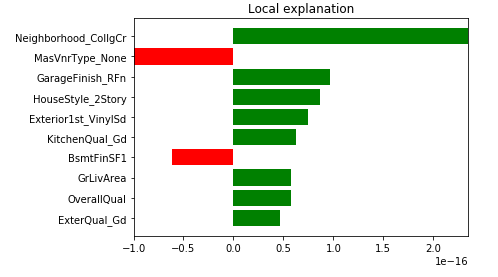 Local explanation
Neighborhood_CollgCr
MasVnrType_None
GarageFinish_RFn
HouseStyle_2Story
Exterior1st_VinylSd
KitchenQual_Gd
BsmtFinSF1
GrLivArea
OverallQual
ExterQual_Gd
−1.0 −0.5 0.0 0.5 1.0 1.5 2.0
1e−16